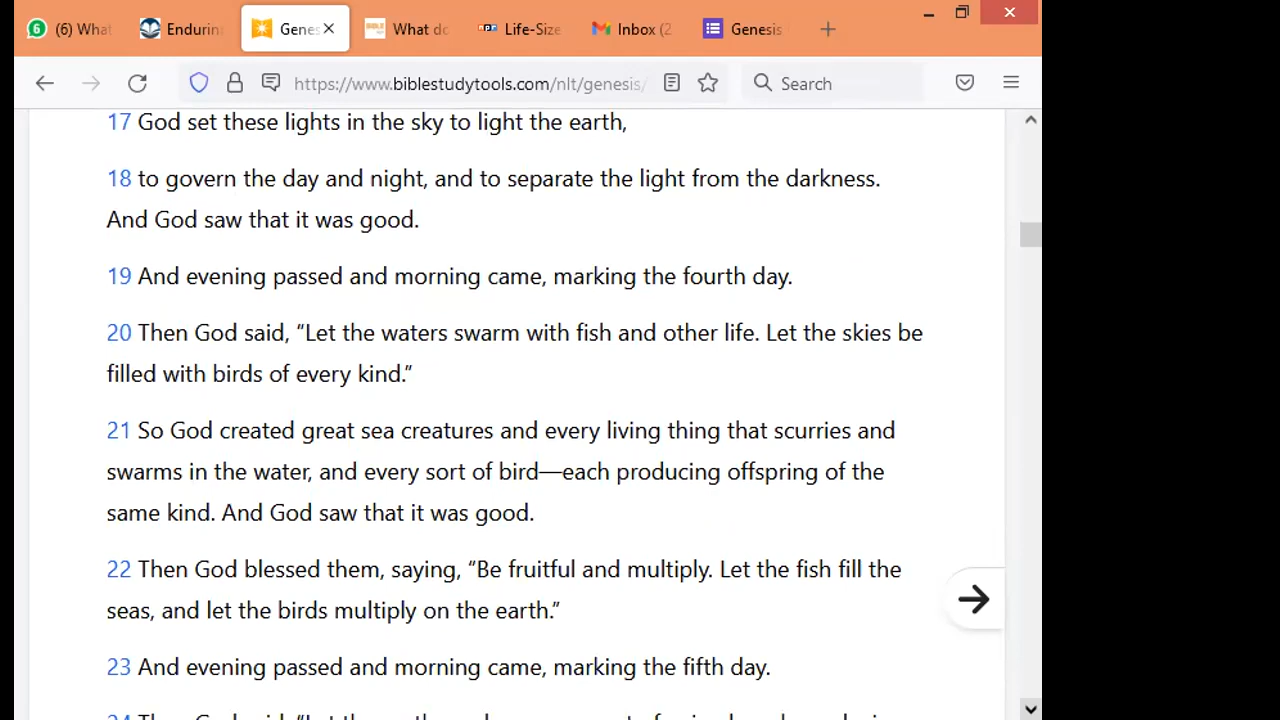 (6) What
Endurin
Genes
What do
Life-Size
Inbox (2
Genesis
https://www.biblestudytools.com/nlt/genesis/
Search
17 God set these lights in the sky to light the earth,
18 to govern the day and night, and to separate the light from the darkness.
And God saw that it was good.
19 And evening passed and morning came, marking the fourth day.
20 Then God said, “Let the waters swarm with fish and other life. Let the skies be
filled with birds of every kind.”
21 So God created great sea creatures and every living thing that scurries and
swarms in the water, and every sort of bird—each producing offspring of the
same kind. And God saw that it was good.
22 Then God blessed them, saying, “Be fruitful and multiply. Let the fish fill the
seas, and let the birds multiply on the earth.”
23 And evening passed and morning came, marking the fifth day.